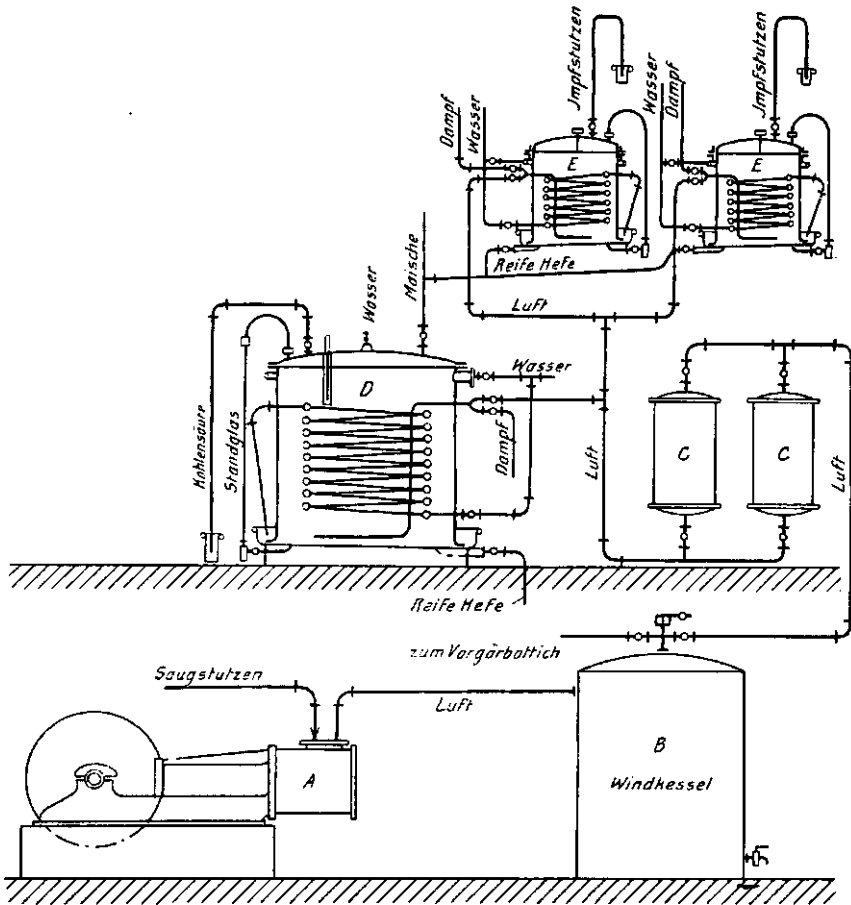 Jmpfstutzen
Jmpfstutzen
Dampf
Wasser
Wasser
Dampf
E
E
Reife Hefe
Maische
Luft
Wasser
Kohlensäure
Standglas
D
Wasser
Dampf
Luft
C
C
Luft
Reife Hefe
zum Vorgärbottich
Saugstutzen
Luft
A
B
Windkessel